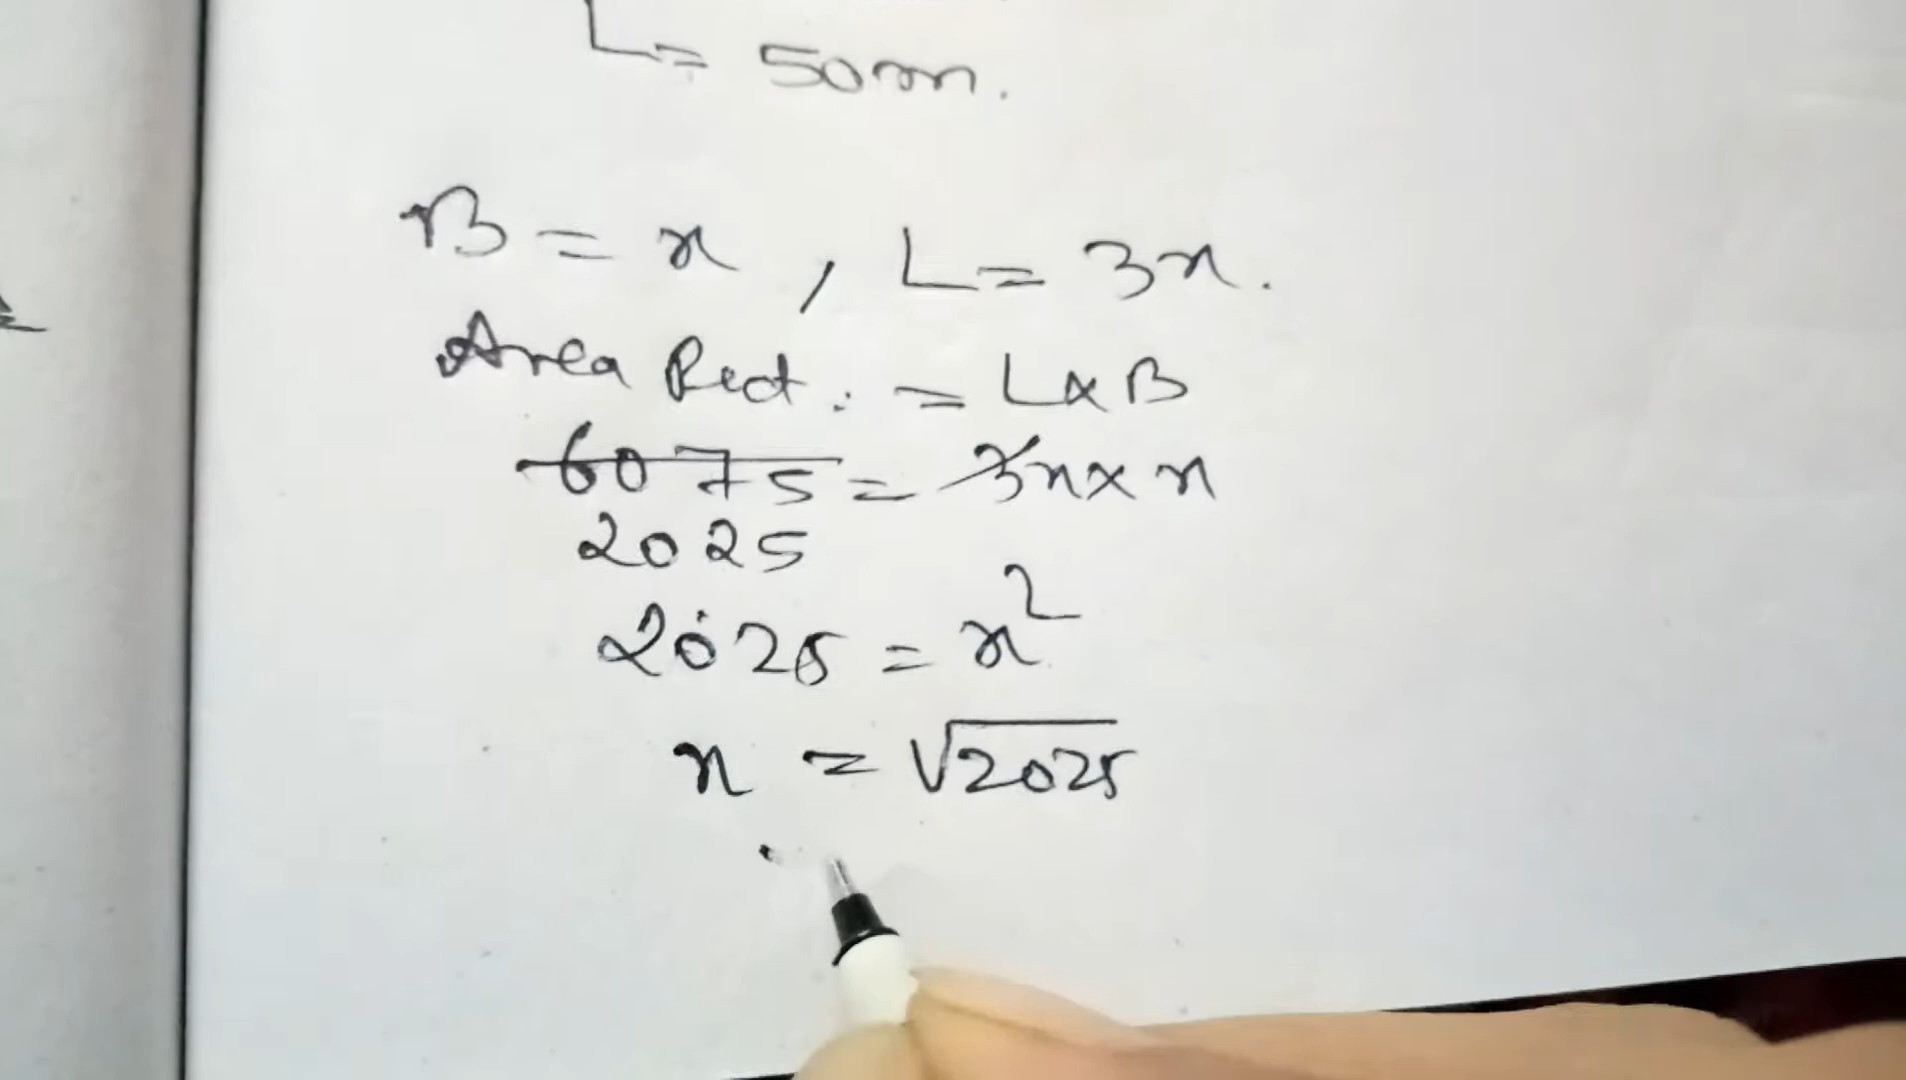 L = 50m.
B = x , L = 3x.
Area Rect. = L x B
6075 = 3x x x
2025
2025 = x²
x = √2025